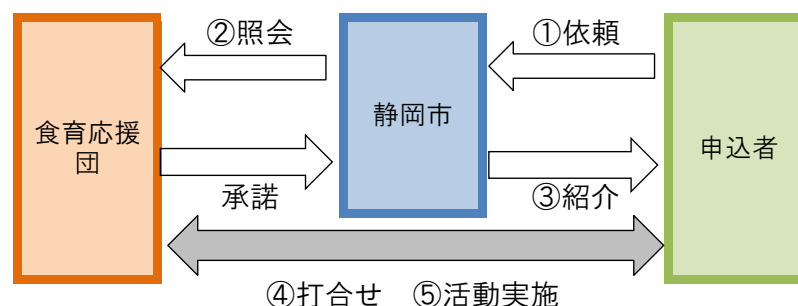 ②照会
①依頼
食育応援
団
静岡市
申込者
承諾
③紹介
④打合せ　⑤活動実施